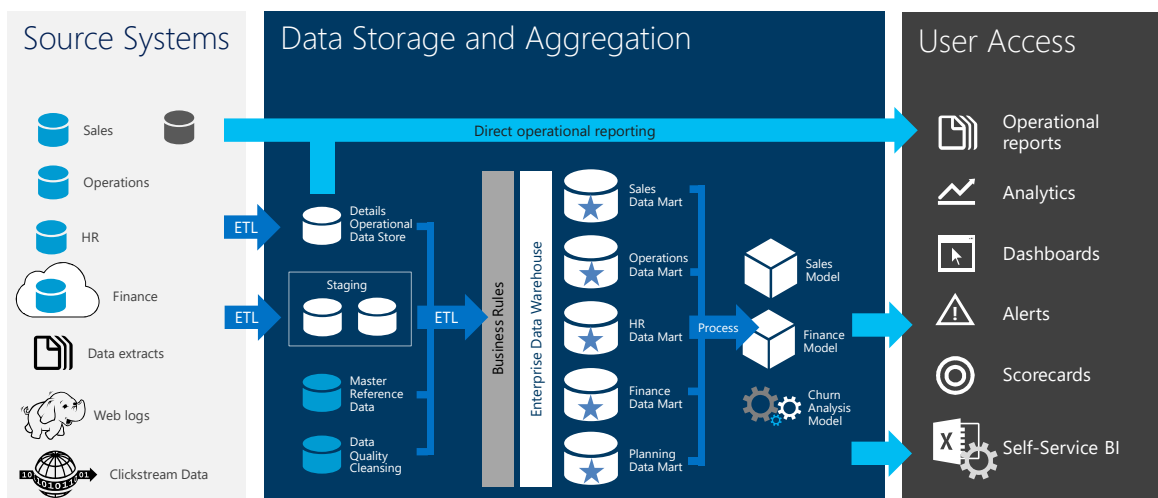 Source Systems
Data Storage and Aggregation
User Access
Sales
Operations
HR
Finance
Data extracts
Web logs
1010101101
Clickstream Data
Direct operational reporting
ETL
ETL
Details
Operational
Data Store
Staging
Master
Reference
Data
Data
Quality
Cleansing
ETL
Business Rules
Enterprise Data Warehouse
Sales
Data Mart
Operations
Data Mart
HR
Data Mart
Finance
Data Mart
Planning
Data Mart
Process
Sales
Model
Finance
Model
Churn
Analysis
Model
Operational
reports
Analytics
Dashboards
Alerts
Scorecards
X
Self-Service BI